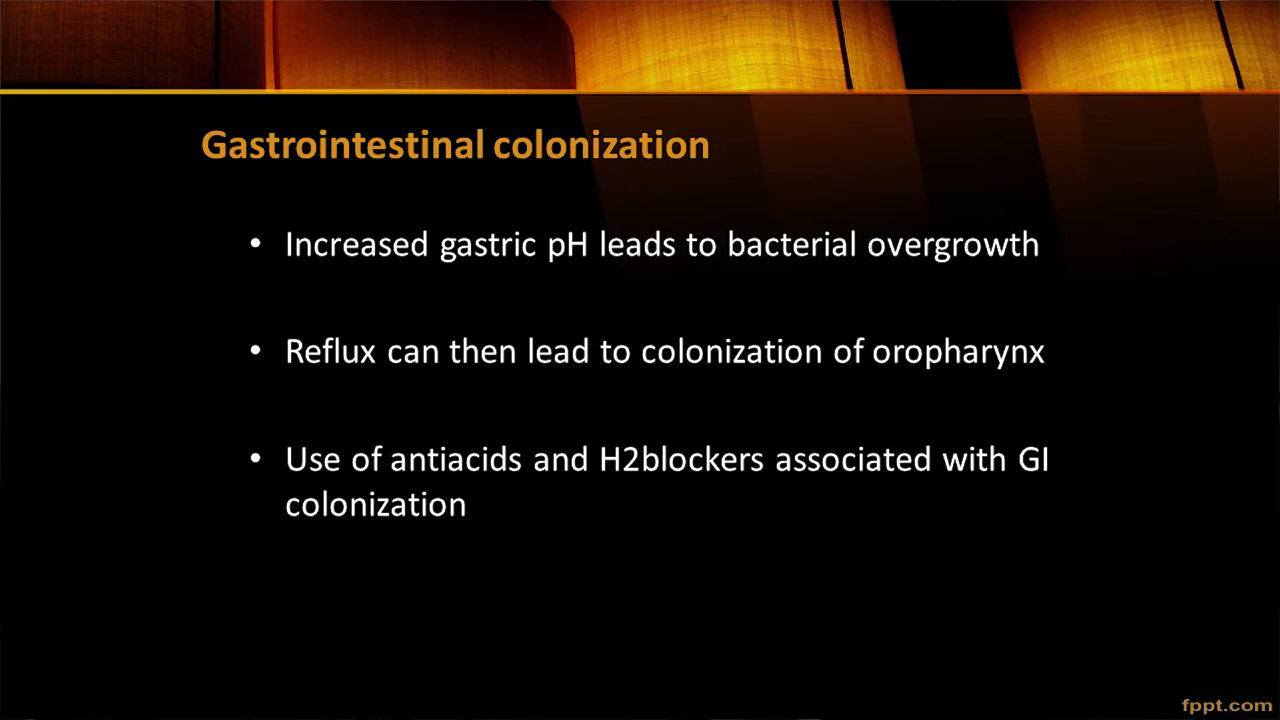 Gastrointestinal colonization
• Increased gastric pH leads to bacterial overgrowth
• Reflux can then lead to colonization of oropharynx
• Use of antiacids and H2blockers associated with GI
colonization
fppt.com